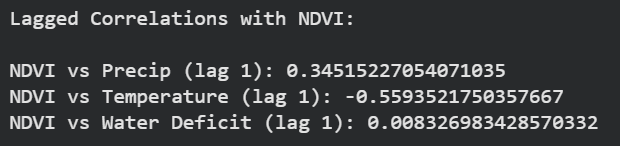 Lagged Correlations with NDVI:
NDVI vs Precip (lag 1): 0.34515227054071035
NDVI vs Temperature (lag 1): -0.5593521750357667
NDVI vs Water Deficit (lag 1): 0.008326983428570332